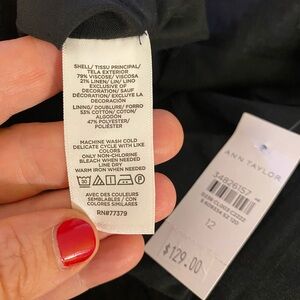 SHELL/TISSU PRINCIPAL/
TELA EXTERIOR
79% VISCOSE/VISCOSA
21% LINEN/LIN/LINO
EXCLUSIVE OF
DECORATION/SAUF
DÉCORATION/EXCLUYE LA
DECORACIÓN
LINING/DOUBLURE/FORRO
53% COTTON/COTON/
ALGODÓN
47% POLYESTER/
POLIÉSTER
MACHINE WASH COLD
DELICATE CYCLE WITH LIKE
COLORS
ONLY NON-CHLORINE
BLEACH WHEN NEEDED
LINE DRY
WARM IRON WHEN NEEDED
AVEC DES COULEURS
SEMBLABLES / CON
COLORES SIMILARES
RN#77379
ANN TAYLOR
34826157
12
$129.00